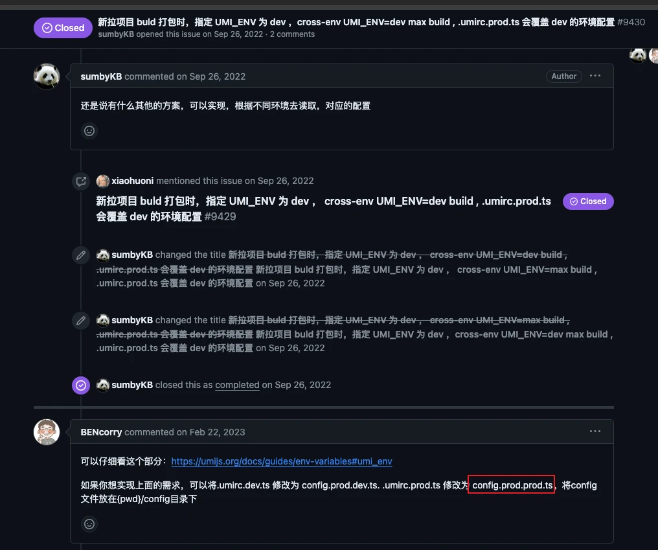 Closed
新拉项目 buld 打包时，指定 UMI_ENV 为 dev ，cross-env UMI_ENV=dev max build , .umirc.prod.ts 会覆盖 dev 的环境配置 #9430
sumbyKB opened this issue on Sep 26, 2022 · 2 comments
sumbyKB commented on Sep 26, 2022
Author
还是说有什么其他的方案，可以实现，根据不同环境去读取，对应的配置
xiaohuoni mentioned this issue on Sep 26, 2022
新拉项目 buld 打包时，指定 UMI_ENV 为 dev ， cross-env UMI_ENV=dev build , .umirc.prod.ts
会覆盖 dev 的环境配置 #9429
Closed
sumbyKB changed the title 新拉项目 buld 打包时，指定 UMI_ENV 为 dev ， cross-env UMI_ENV=dev build ,
.umirc.prod.ts 会覆盖 dev 的环境配置 新拉项目 buld 打包时，指定 UMI_ENV 为 dev ， cross-env UMI_ENV=max build ,
.umirc.prod.ts 会覆盖 dev 的环境配置 on Sep 26, 2022
sumbyKB changed the title 新拉项目 buld 打包时，指定 UMI_ENV 为 dev ， cross-env UMI_ENV=max build ,
.umirc.prod.ts 会覆盖 dev 的环境配置 新拉项目 buld 打包时，指定 UMI_ENV 为 dev ，cross-env UMI_ENV=dev max build ,
.umirc.prod.ts 会覆盖 dev 的环境配置 on Sep 26, 2022
sumbyKB closed this as completed on Sep 26, 2022
BENcorry commented on Feb 22, 2023
可以仔细看这个部分：https://umijs.org/docs/guides/env-variables#umi_env
如果你想实现上面的需求，可以将.umirc.dev.ts 修改为 config.prod.dev.ts. .umirc.prod.ts 修改为 config.prod.prod.ts，将config
文件放在{pwd}/config目录下